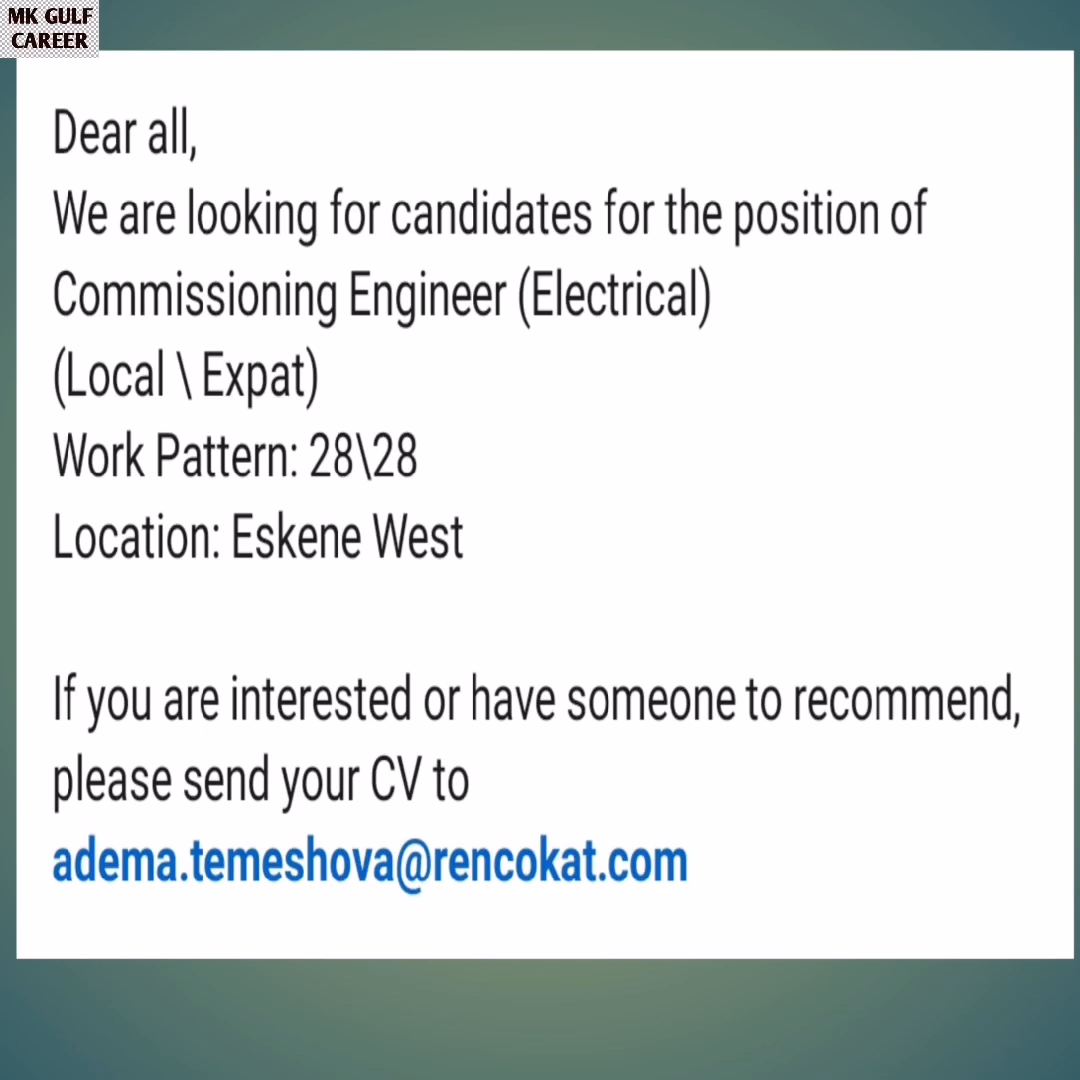 MK GULF
CAREER
Dear all,
We are looking for candidates for the position of
Commissioning Engineer (Electrical)
(Local \ Expat)
Work Pattern: 28\28
Location: Eskene West
If you are interested or have someone to recommend,
please send your CV to
adema.temeshova@rencokat.com